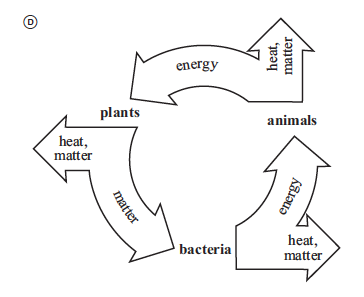 Ⓓ
energy
heat,
matter
plants
animals
heat,
matter
matter
energy
bacteria
heat,
matter